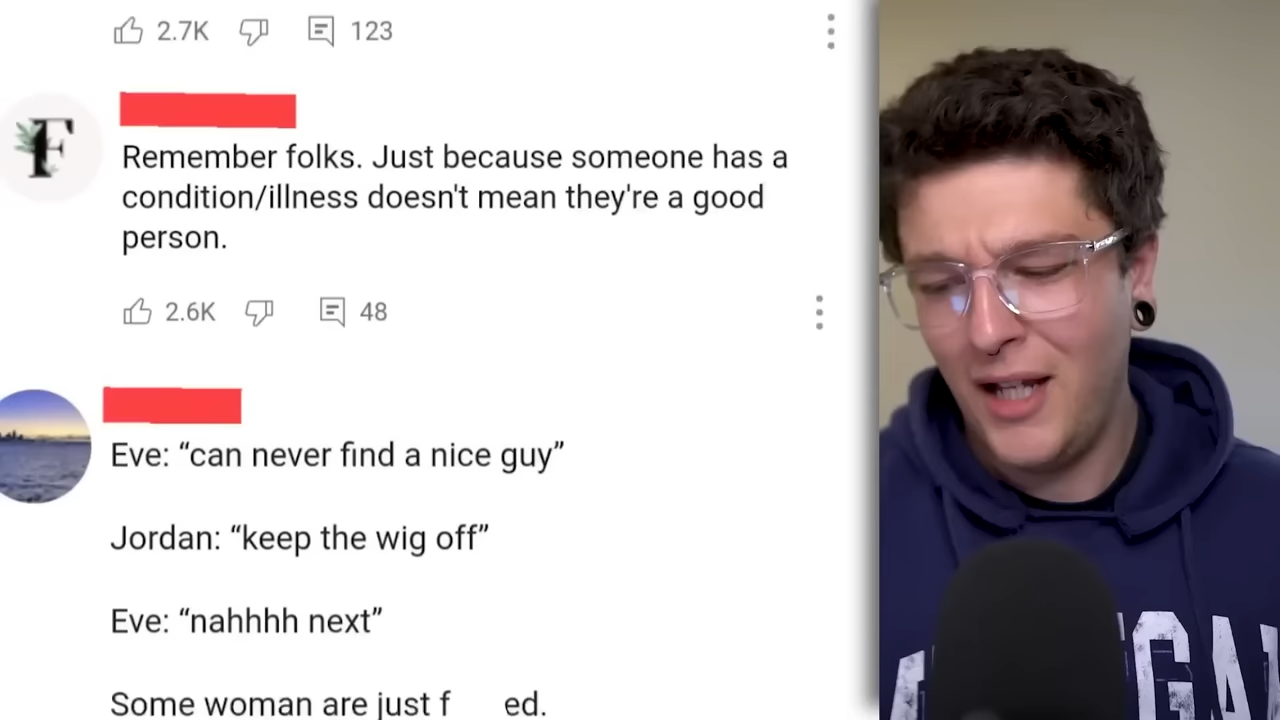 2.7K 123
F
Remember folks. Just because someone has a
condition/illness doesn't mean they're a good
person.
2.6K 48
Eve: “can never find a nice guy”
Jordan: “keep the wig off”
Eve: “nahhhh next”
Some woman are just f ed.